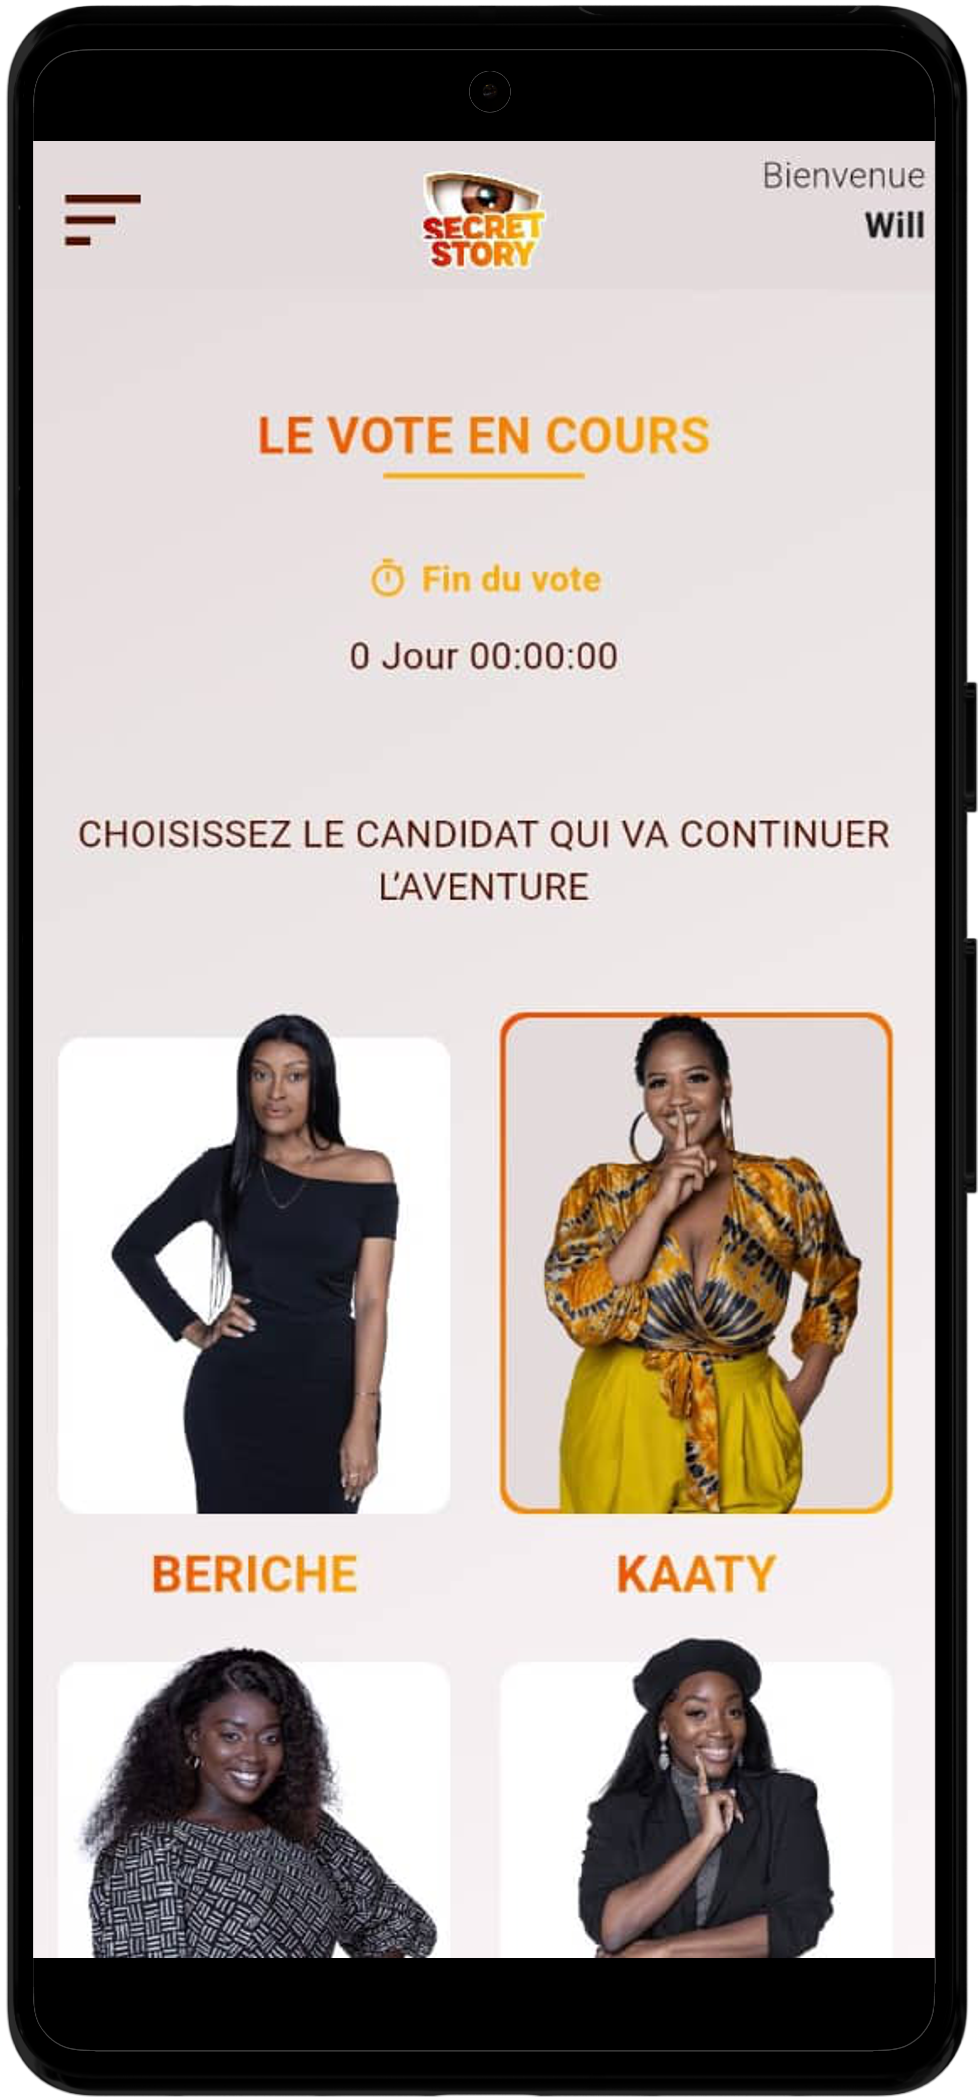 Bienvenue
Will
SECRET
STORY
LE VOTE EN COURS
Fin du vote
0 Jour 00:00:00
CHOISISSEZ LE CANDIDAT QUI VA CONTINUER
L'AVENTURE
BERICHE
KAATY